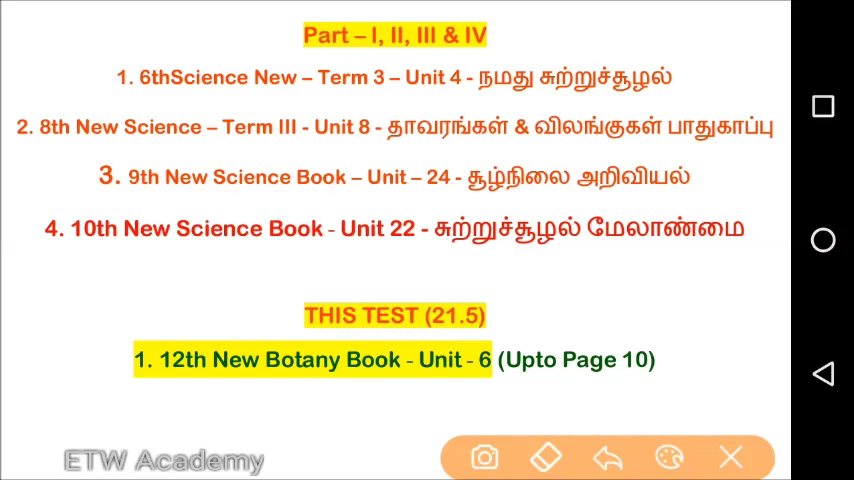 Part – I, II, III & IV
1. 6thScience New – Term 3 – Unit 4 - நமது சுற்றுச்சூழல்
2. 8th New Science – Term III - Unit 8 - தாவரங்கள் & விலங்குகள் பாதுகாப்பு
3. 9th New Science Book – Unit – 24 - சூழ்நிலை அறிவியல்
4. 10th New Science Book - Unit 22 - சுற்றுச்சூழல் மேலாண்மை
THIS TEST (21.5)
1. 12th New Botany Book - Unit - 6 (Upto Page 10)
ETW Academy